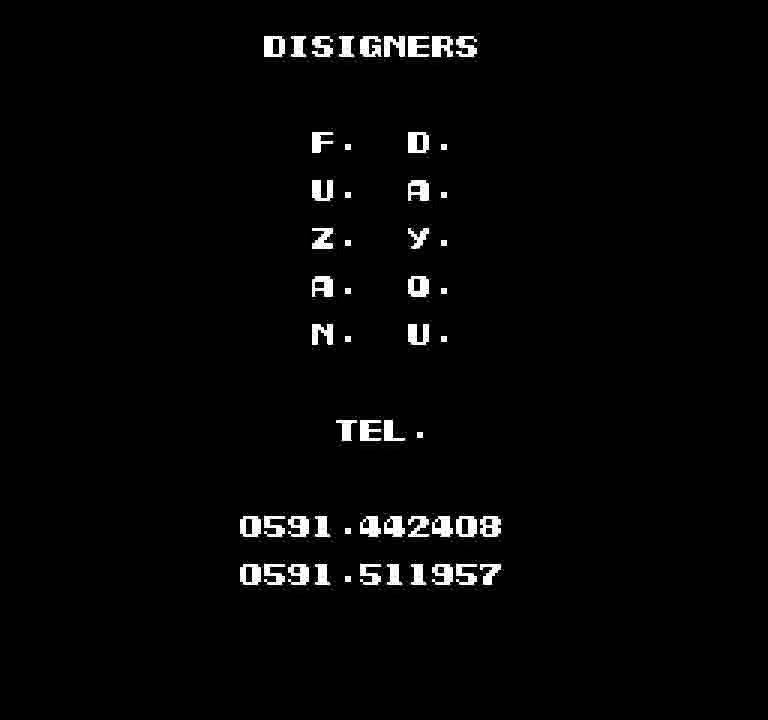 DISIGNERS
F. D.
U. A.
Z. Y.
A. O.
N. U.
TEL.
0591.442408
0591.511957